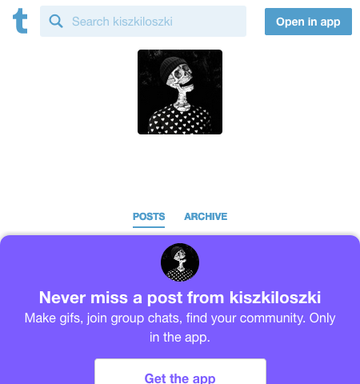 t Search kiszkiloski Open in app
POSTS ARCHIVE
Never miss a post from kiszkiloszki
Make gifs, join group chats, find your community. Only
in the app.
Get the app